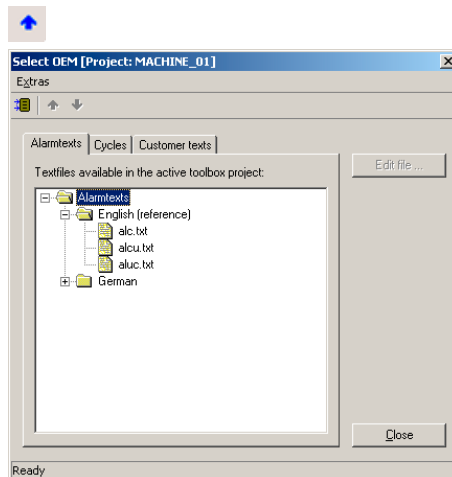 Select OEM [Project: MACHINE_01]
Extras
Alarmtexts Cycles Customer texts
Edit file ...
Textfiles available in the active toolbox project:
Alarmtexts
English (reference)
alc.txt
alcu.txt
aluc.txt
German
Close
Ready